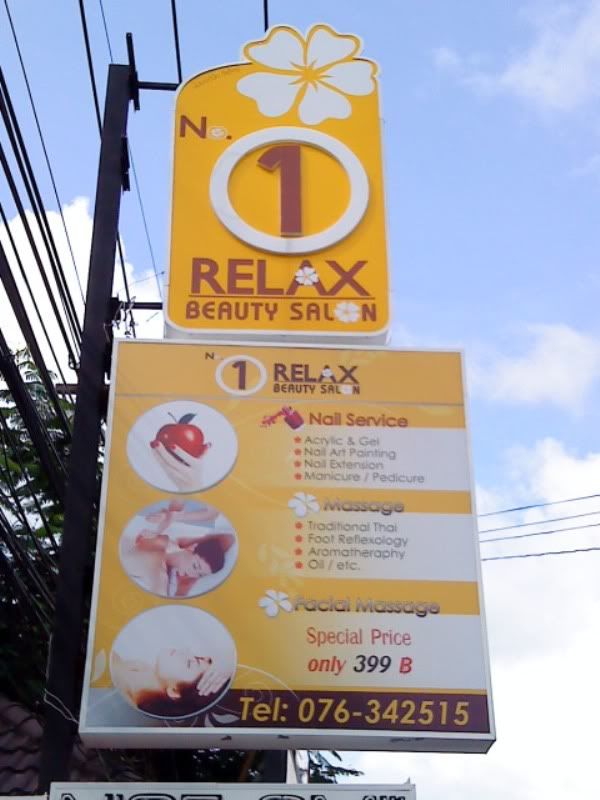 No.
1
RELAX
BEAUTY SALON
No.
1 RELAX
BEAUTY SALON
Nail Service
Acrylic & Gel
Nail Art Painting
Nail Extension
Manicure / Pedicure
Massage
Traditional Thai
Foot Reflexology
Aromatheraphy
Oil / etc.
Facial Massage
Special Price
only 399 B
Tel: 076-342515